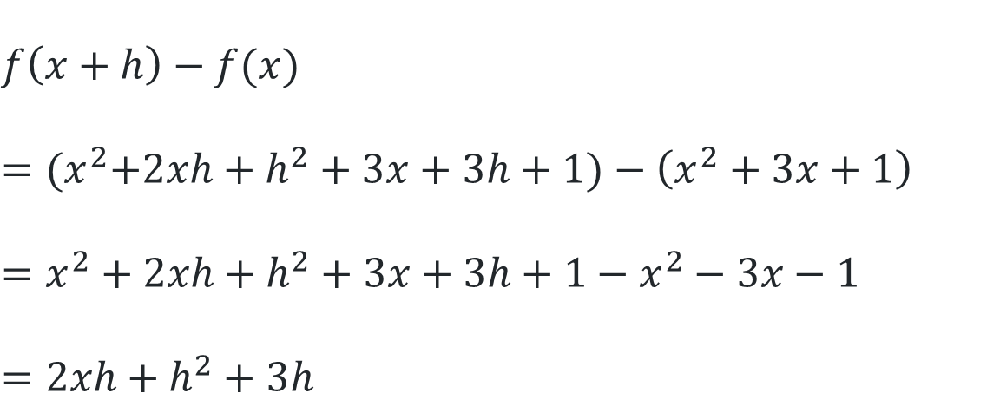 f(x + h) − f(x)
= (x²+2xh + h² + 3x + 3h + 1) − (x² + 3x + 1)
= x² + 2xh + h² + 3x + 3h + 1 − x² − 3x − 1
= 2xh + h² + 3h